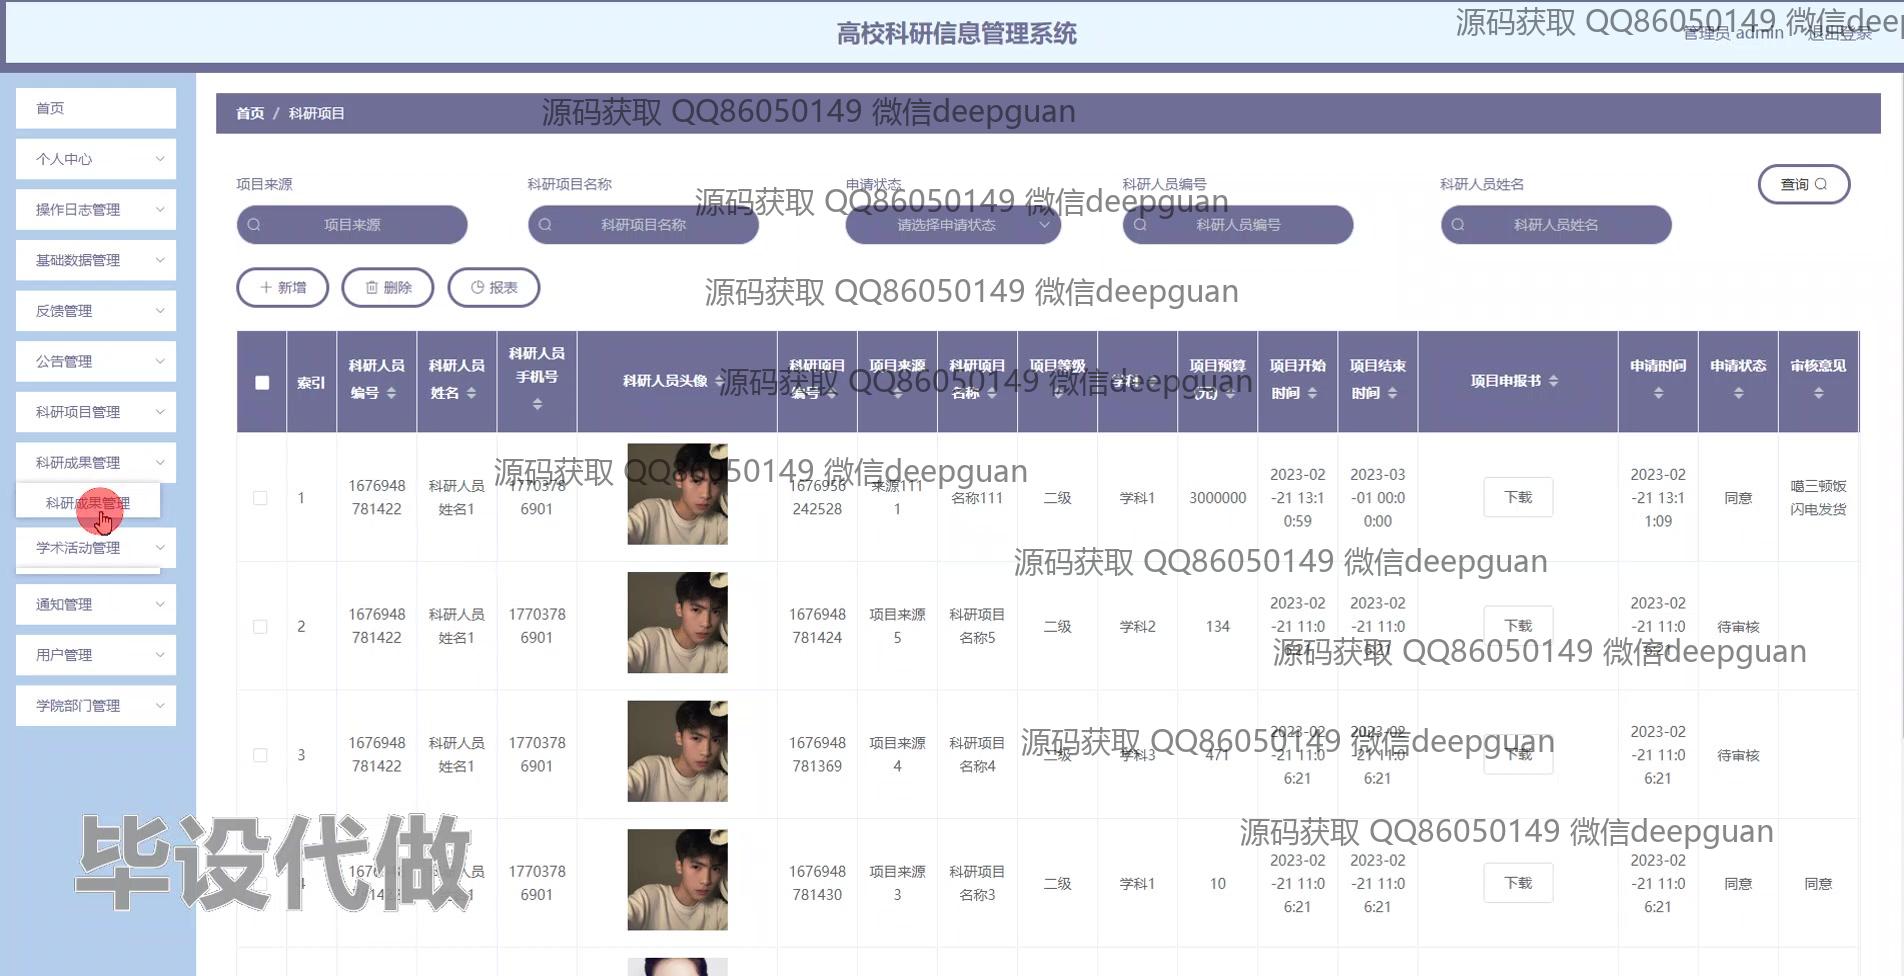 高校科研信息管理系统
源码获取 QQ86050149 微信deep
管理员 admin
退出登录
首页
个人中心
操作日志管理
基础数据管理
反馈管理
公告管理
科研项目管理
科研成果管理
科研成果管理
学术活动管理
通知管理
用户管理
学院部门管理
首页 / 科研项目
源码获取 QQ86050149 微信deepguan
项目来源
科研项目名称
申请状态
科研人员编号
科研人员姓名
查询
源码获取 QQ86050149 微信deepguan
项目来源
科研项目名称
请选择申请状态
科研人员编号
科研人员姓名
新增
删除
报表
源码获取 QQ86050149 微信deepguan
索引
科研人员编号
科研人员姓名
科研人员手机号
科研人员头像
科研项目编号
项目来源
科研项目名称
项目等级
学科
项目预算(元)
项目开始时间
项目结束时间
项目申报书
申请时间
申请状态
审核意见
源码获取 QQ86050149 微信deepguan
源码获取 QQ86050149 微信deepguan
1
1676948781422
科研人员姓名1
17703786901
1676956242528
来源1111
名称111
二级
学科1
3000000
2023-02-21 13:10:59
2023-03-01 00:00:00
下载
2023-02-21 13:11:09
同意
噶三顿饭闪电发货
源码获取 QQ86050149 微信deepguan
2
1676948781422
科研人员姓名1
17703786901
1676948781424
项目来源5
科研项目名称5
二级
学科2
134
2023-02-21 11:06:21
2023-02-21 11:06:21
下载
2023-02-21 11:06:21
待审核
源码获取 QQ86050149 微信deepguan
3
1676948781422
科研人员姓名1
17703786901
1676948781369
项目来源4
科研项目名称4
二级
学科3
471
2023-02-21 11:06:21
2023-02-21 11:06:21
下载
2023-02-21 11:06:21
待审核
源码获取 QQ86050149 微信deepguan
源码获取 QQ86050149 微信deepguan
毕设代做
4
17703786901
1676948781430
项目来源3
科研项目名称3
二级
学科1
10
2023-02-21 11:06:21
2023-02-21 11:06:21
下载
2023-02-21 11:06:21
同意
同意